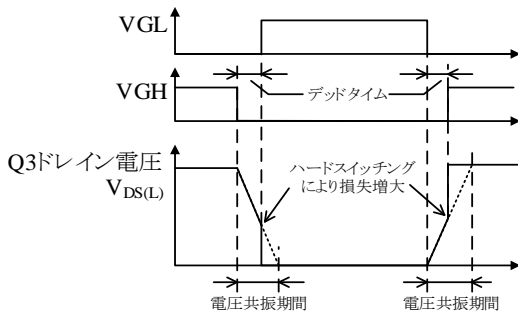 VGL
VGH
デッドタイム
Q3ドレイン電圧
VDS(L)
ハードスイッチング
により損失増大
電圧共振期間
電圧共振期間